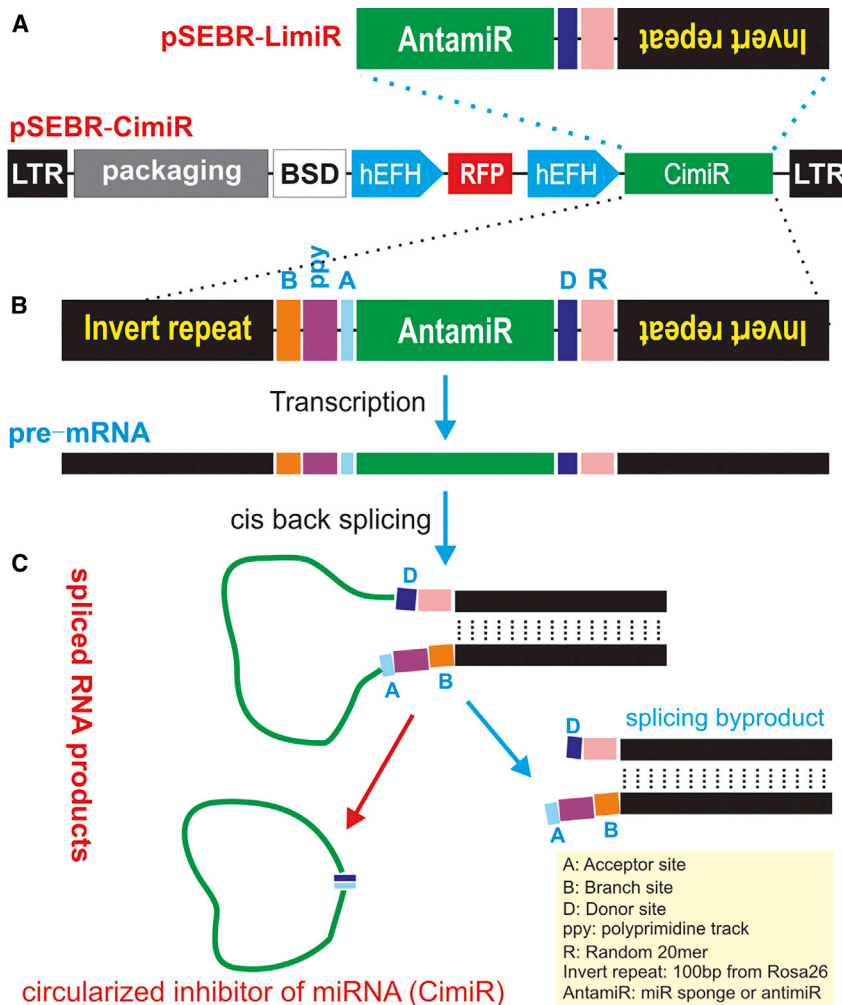 A
pSEBR-LimiR
AntamiR
Invert repeat
pSEBR-CimiR
LTR packaging BSD hEFH RFP hEFH CimiR LTR
B
B ppy A D R
Invert repeat AntamiR Invert repeat
Transcription
pre-mRNA
cis back splicing
C
spliced RNA products
D
A B
splicing byproduct
D
A B
circularized inhibitor of miRNA (CimiR)
A: Acceptor site
B: Branch site
D: Donor site
ppy: polyprimidine track
R: Random 20mer
Invert repeat: 100bp from Rosa26
AntamiR: miR sponge or antimiR